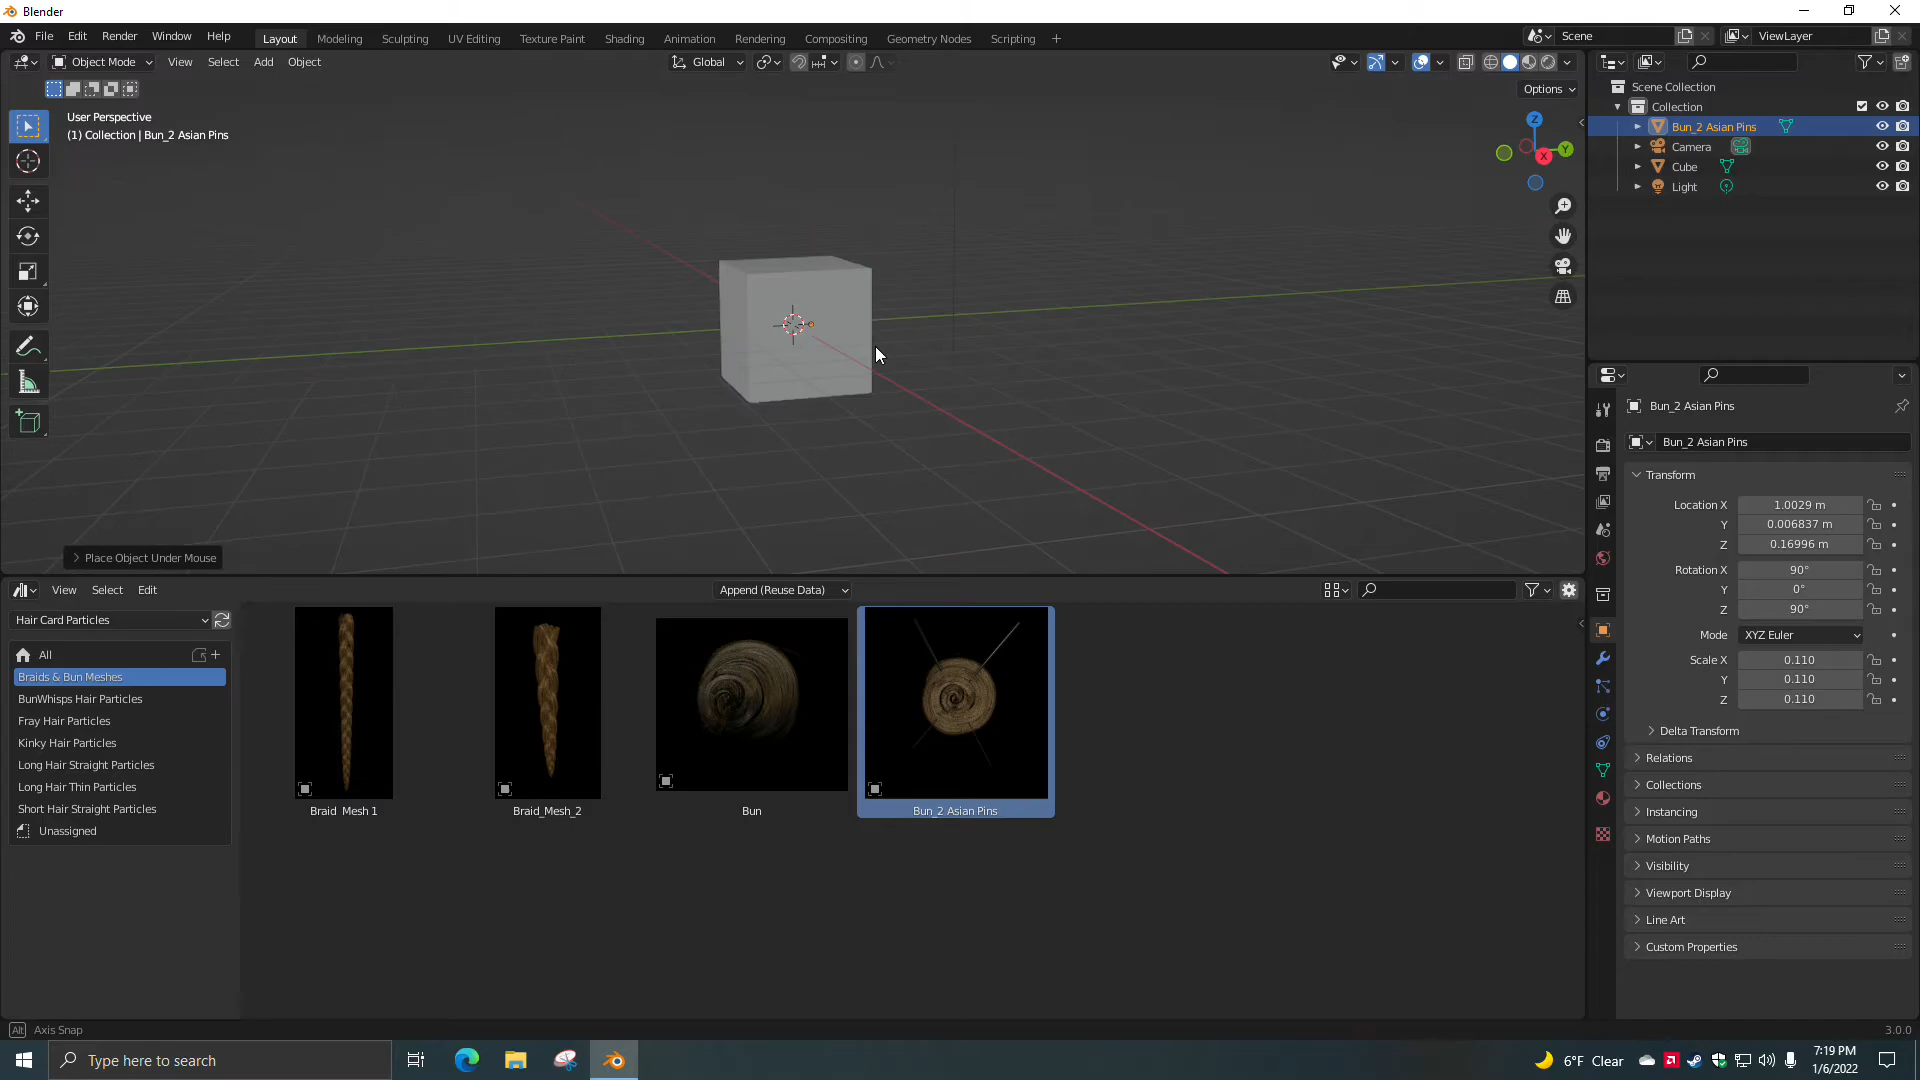 Blender
File Edit Render Window Help
Layout Modeling Sculpting UV Editing Texture Paint Shading Animation Rendering Compositing Geometry Nodes Scripting +
Scene
ViewLayer
Object Mode View Select Add Object
Global
Options
User Perspective
(1) Collection | Bun_2 Asian Pins
Z
Y
X
Scene Collection
Collection
Bun_2 Asian Pins
Camera
Cube
Light
Place Object Under Mouse
Bun_2 Asian Pins
Bun_2 Asian Pins
Transform
Location X 1.0029 m
Y 0.006837 m
Z 0.16996 m
Rotation X 90°
Y 0°
Z 90°
Mode XYZ Euler
Scale X 0.110
Y 0.110
Z 0.110
Delta Transform
Relations
Collections
Instancing
Motion Paths
Visibility
Viewport Display
Line Art
Custom Properties
View Select Edit
Append (Reuse Data)
Hair Card Particles
All
Braids & Bun Meshes
BunWhisps Hair Particles
Fray Hair Particles
Kinky Hair Particles
Long Hair Straight Particles
Long Hair Thin Particles
Short Hair Straight Particles
Unassigned
Braid Mesh 1
Braid_Mesh_2
Bun
Bun_2 Asian Pins
Alt Axis Snap
3.0.0
Type here to search
6°F Clear
7:19 PM
1/6/2022